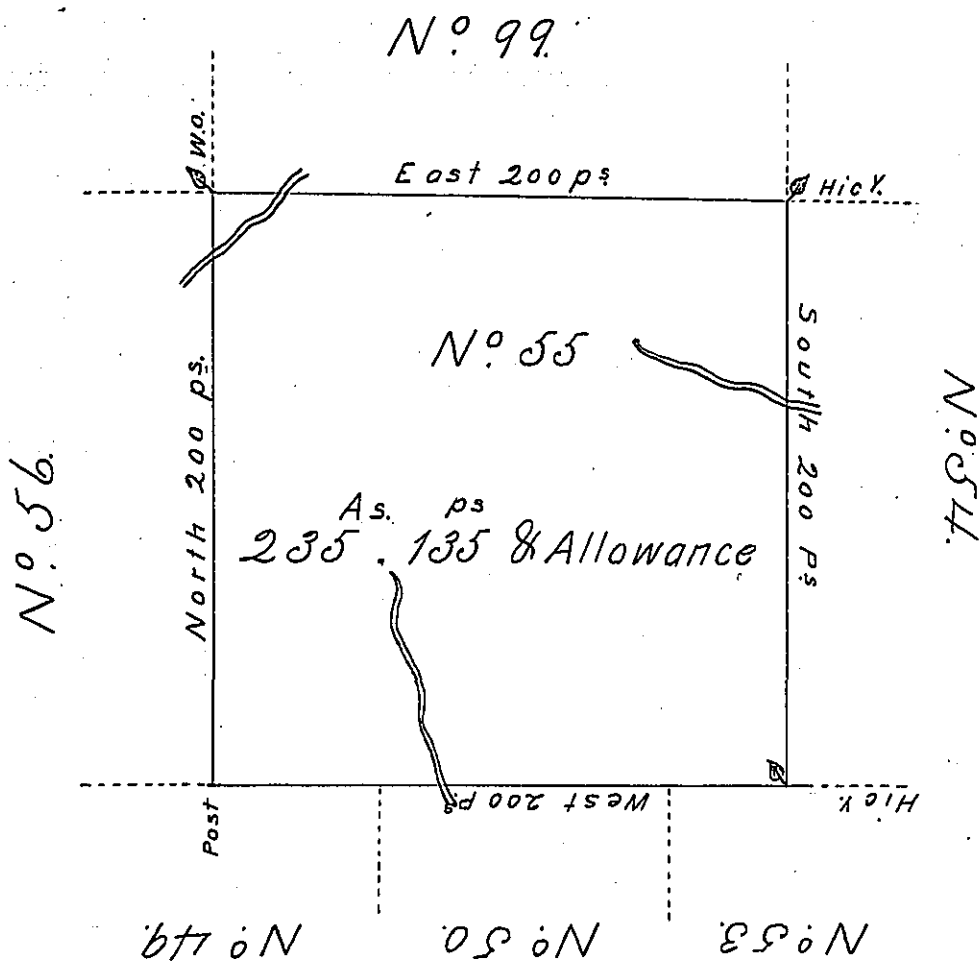 Nº 99.
W.O.
East 200 ps.
Hicy.
Nº 55
South 200 ps
North 200 ps.
Nº 56.
Nº 54.
As. ps
235 . 135 & Allowance
West 200 ps.
Hicy.
Post
Nº 49.
Nº 50.
Nº 53.